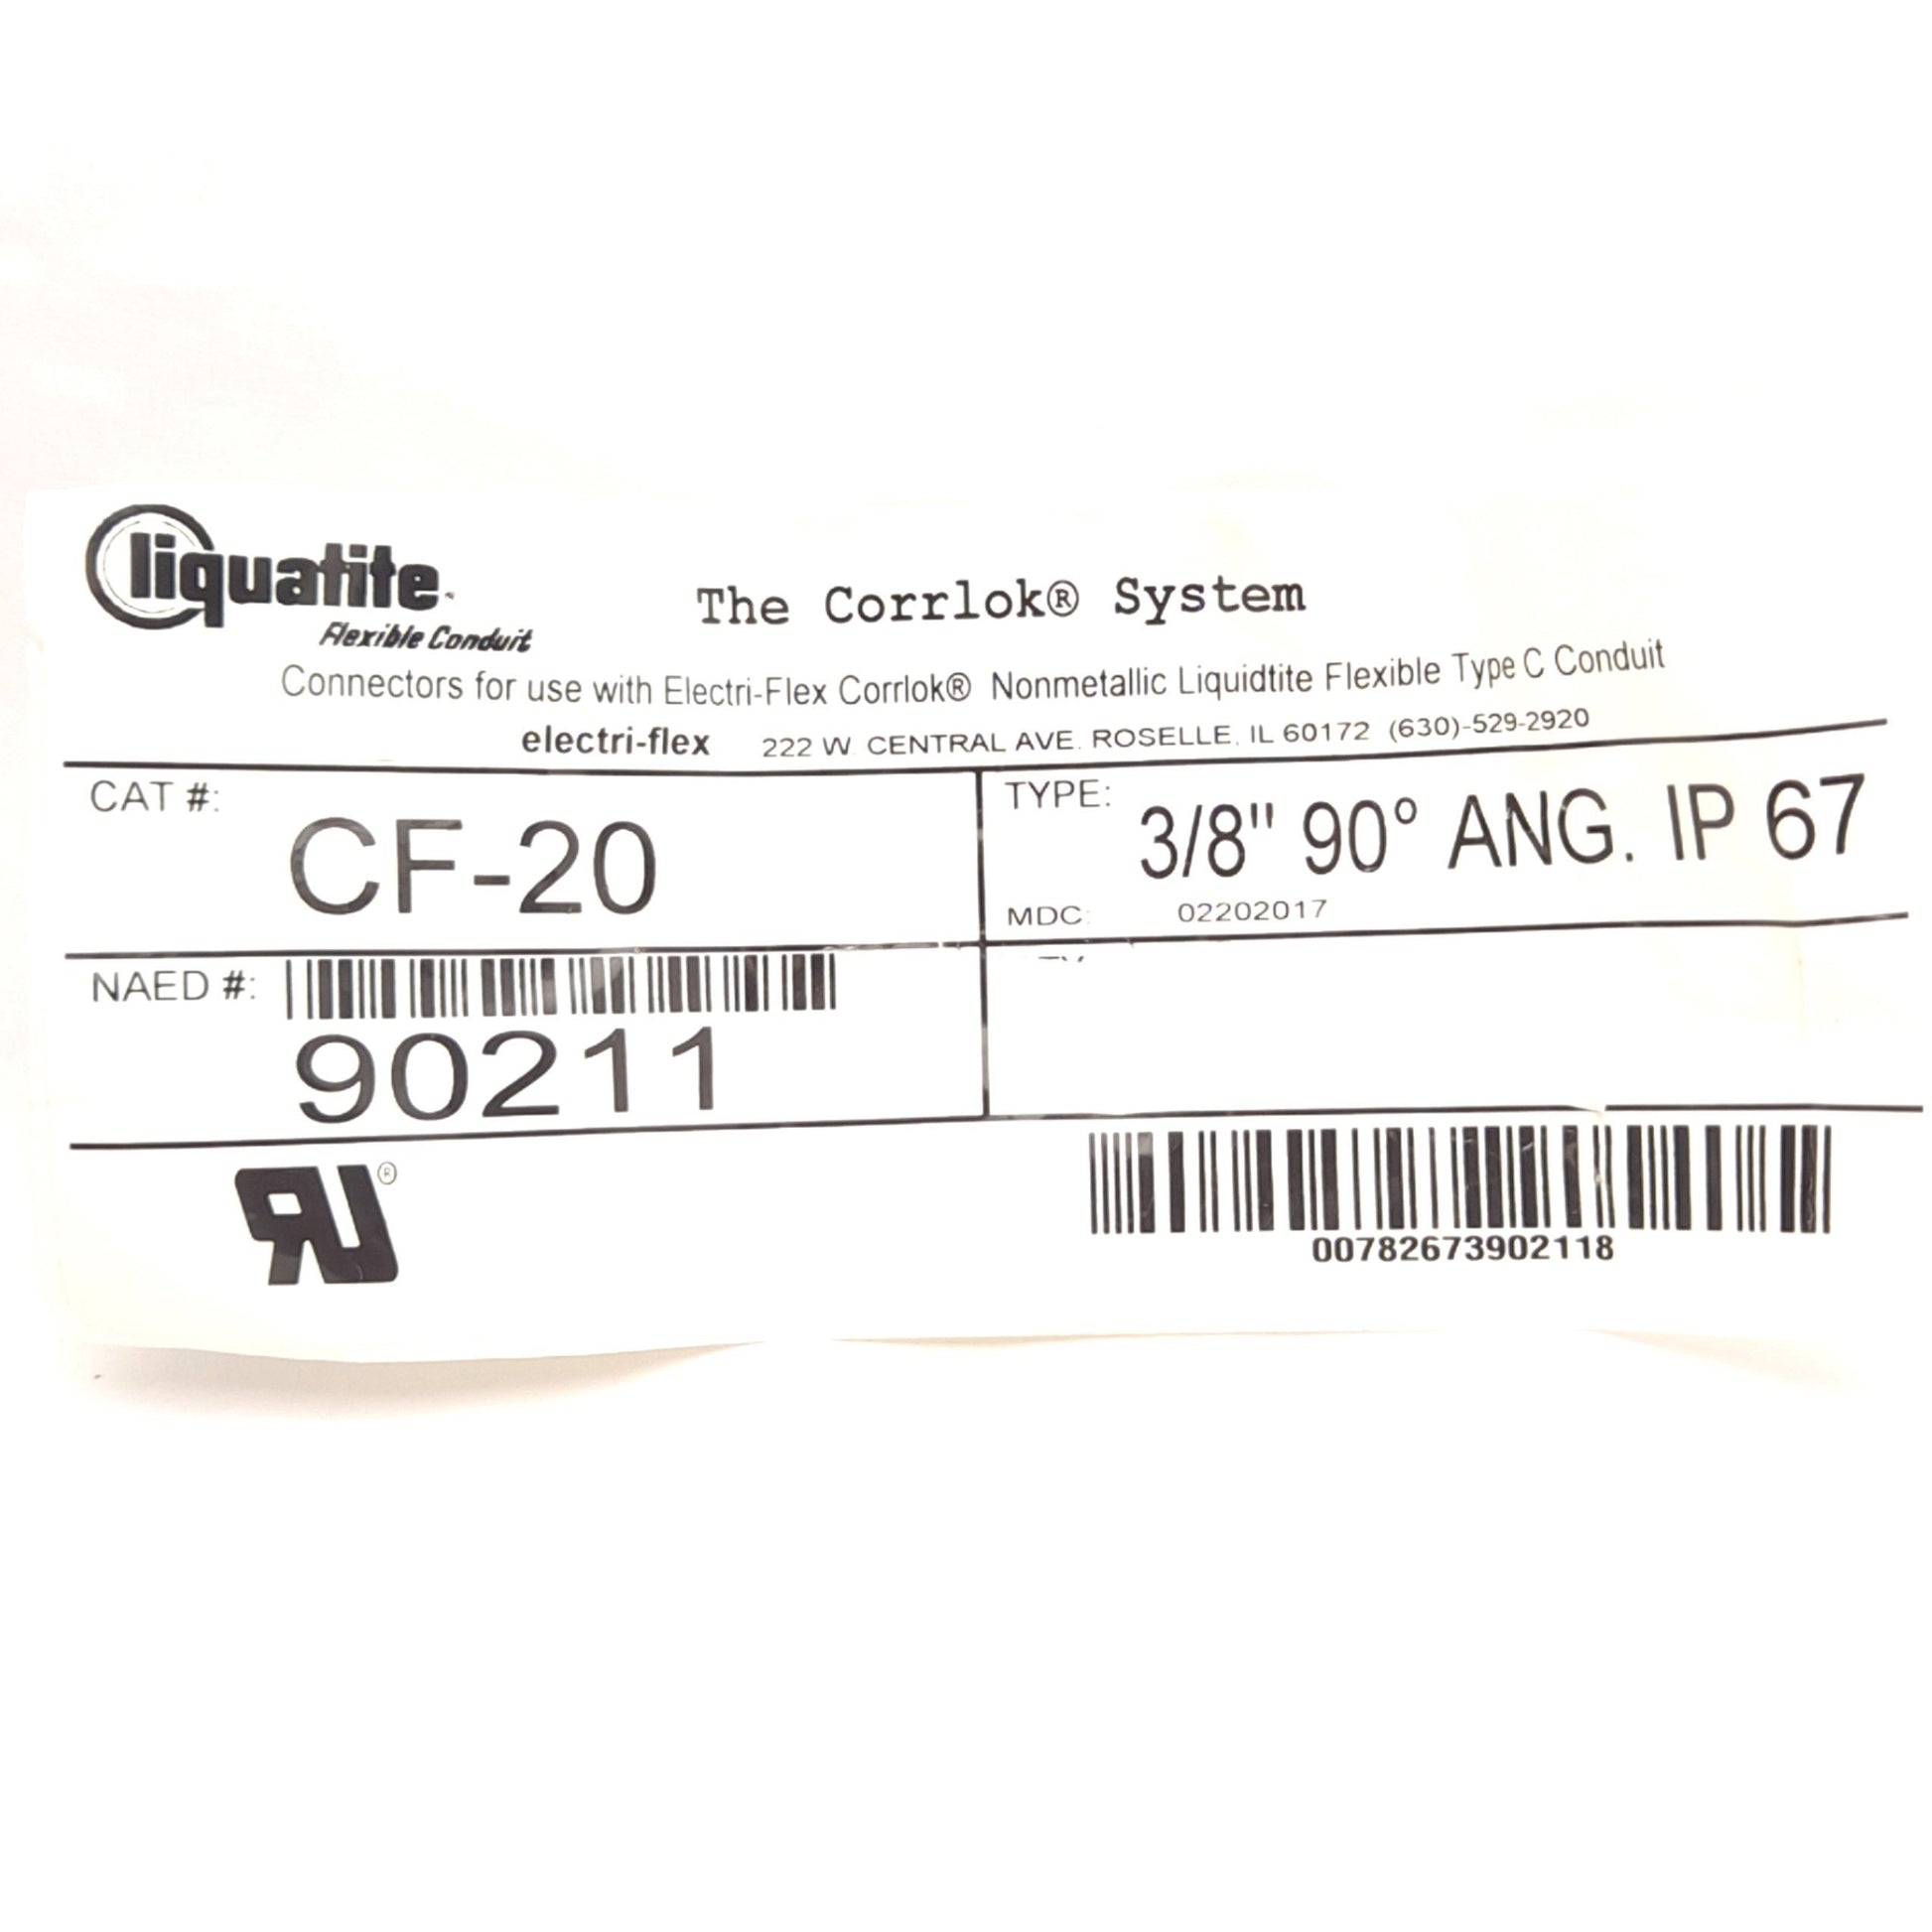 liquatite
Flexible Conduit
The Corrlok® System
Connectors for use with Electri-Flex Corrlok® Nonmetallic Liquidtite Flexible Type C Conduit
electri-flex 222 W. CENTRAL AVE. ROSELLE, IL 60172 (630)-529-2920
CAT #:
CF-20
TYPE:
3/8" 90° ANG. IP 67
MDC: 02202017
NAED #:
90211
RU®
00782673902118